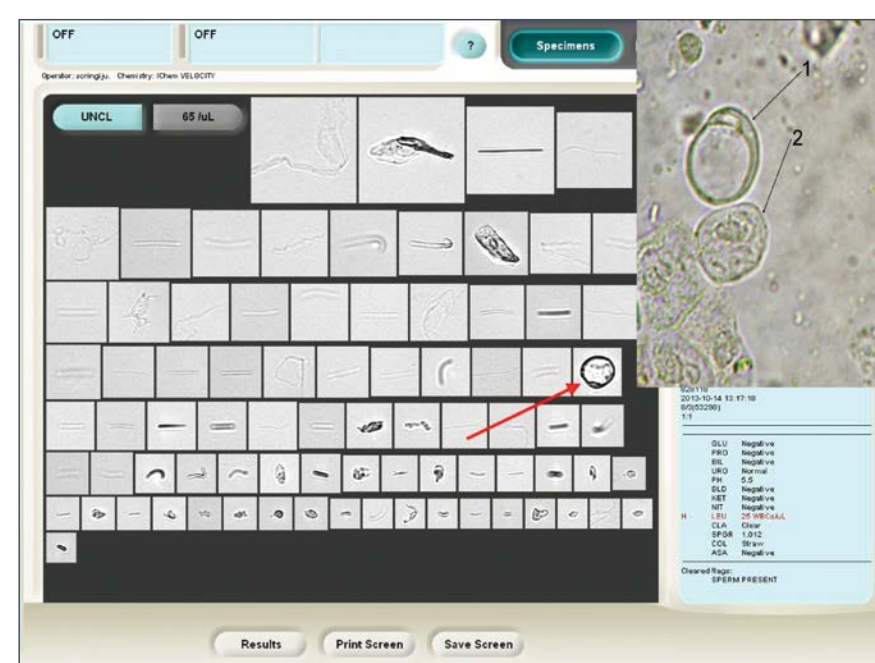 OFF
OFF
?
Specimens
Chemistry: iChem VELOCITY
UNCL
65 /uL
1
2
2013-10-14 13:17:18
1:1
GLU Negative
PRO Negative
BIL Negative
URO Normal
PH 5.5
BLD Negative
KET Negative
NIT Negative
H LEU 25 WBCs/uL
CLA Clear
SPGR 1.012
COL Straw
ASA Negative
Cleared flags:
SPERM PRESENT
Results
Print Screen
Save Screen